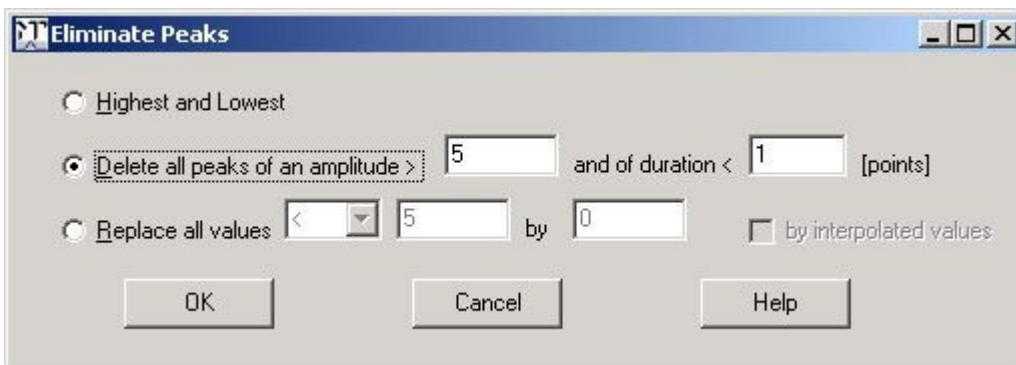 Eliminate Peaks
Highest and Lowest
Delete all peaks of an amplitude > 5 and of duration < 1 [points]
Replace all values < 5 by 0 by interpolated values
OK Cancel Help